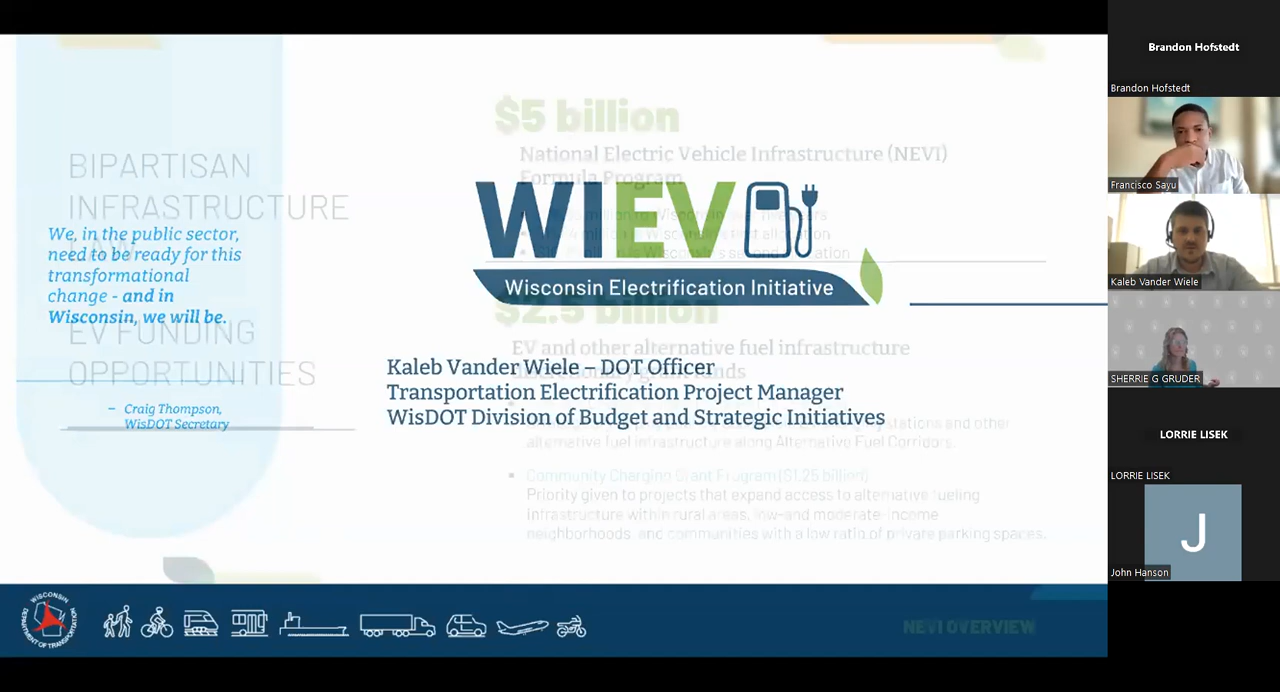 $5 billion
National Electric Vehicle Infrastructure (NEVI)
Formula Program
BIPARTISAN
INFRASTRUCTURE
LAW
EV FUNDING
OPPORTUNITIES
We, in the public sector,
need to be ready for this
transformational
change - and in
Wisconsin, we will be.
– Craig Thompson,
WisDOT Secretary
WIEV
Wisconsin Electrification Initiative
$2.5 billion
EV and other alternative fuel infrastructure
funds
Kaleb Vander Wiele – DOT Officer
Transportation Electrification Project Manager
WisDOT Division of Budget and Strategic Initiatives
stations and other
alternative fuel infrastructure along Alternative Fuel Corridors.
▪ Community Charging Grant Program ($1.25 billion)
Priority given to projects that expand access to alternative fueling
infrastructure within rural areas, low-and moderate-income
neighborhoods, and communities with a low ratio of private parking spaces.
WISCONSIN
DEPARTMENT OF TRANSPORTATION
NEVI OVERVIEW
Brandon Hofstedt
Brandon Hofstedt
Francisco Sayu
Kaleb Vander Wiele
SHERRIE G GRUDER
LORRIE LISEK
LORRIE LISEK
J
John Hanson